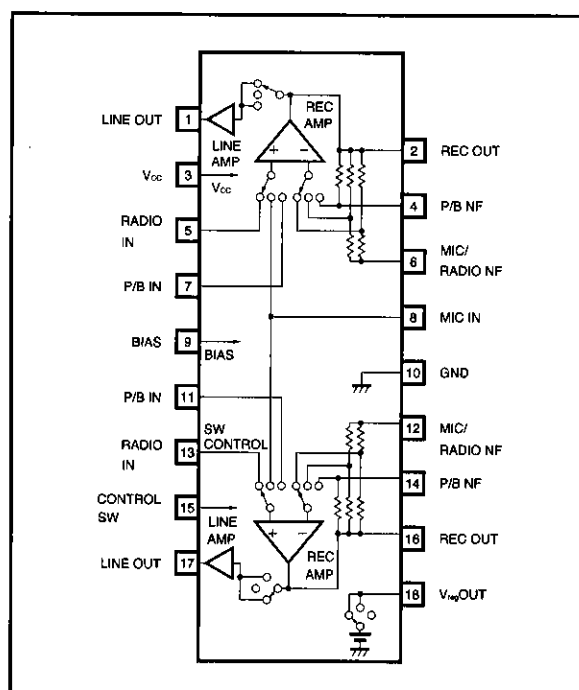 LINE OUT
1
LINE AMP
REC
AMP
+ −
2
REC OUT
VCC
3
VCC
4
P/B NF
RADIO
IN
5
6
MIC/
RADIO NF
P/B IN
7
8
MIC IN
BIAS
9
BIAS
10
GND
P/B IN
11
12
MIC/
RADIO NF
RADIO
IN
13
SW
CONTROL
14
P/B NF
CONTROL
SW
15
LINE
AMP
+ −
16
REC OUT
LINE OUT
17
REC
AMP
18
VregOUT